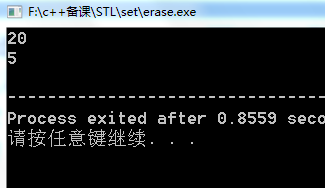 F:\c++备课\STL\set\erase.exe
20
5
--------------------------------
Process exited after 0.8559 seco
请按任意键继续. . .